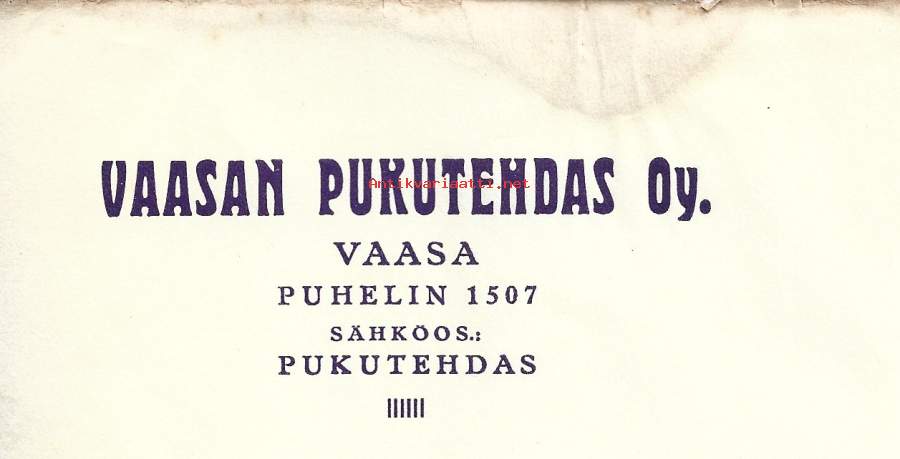 VAASAN PUKUTEHDAS Oy.
Antikvariaatti.net
VAASA
PUHELIN 1507
SÄHKÖOS.:
PUKUTEHDAS